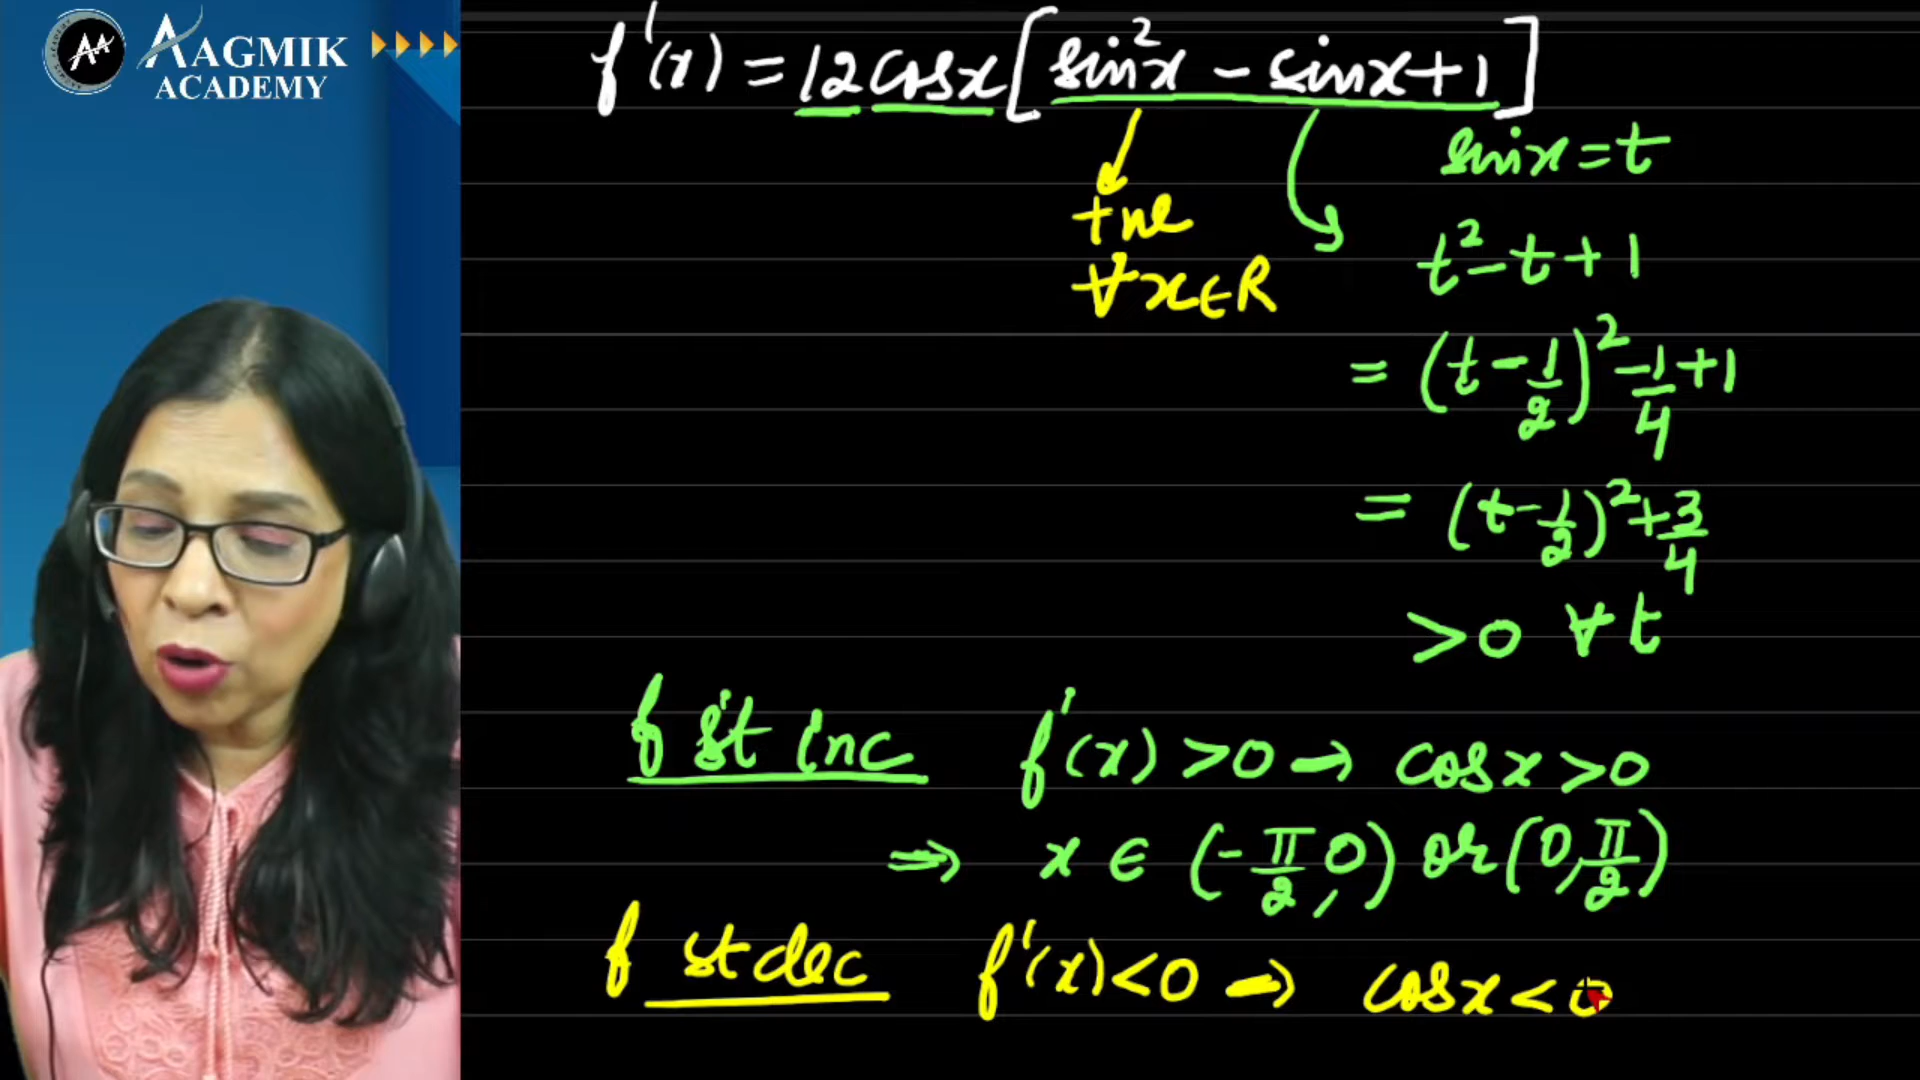 AAGMIK
ACADEMY
f'(x) = 12 cosx [sin²x - sinx + 1]
sinx = t
+ve
∀ x ∈ R
t² - t + 1
= (t - 1/2)² - 1/4 + 1
= (t - 1/2)² + 3/4
> 0 ∀ t
f st inc f'(x) > 0 → cosx > 0
⇒ x ∈ (-π/2, 0) or (0, π/2)
f st dec f'(x) < 0 → cosx < 0